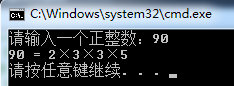 C:\Windows\system32\cmd.exe
请输入一个正整数：90
90 = 2×3×3×5
请按任意键继续. . .